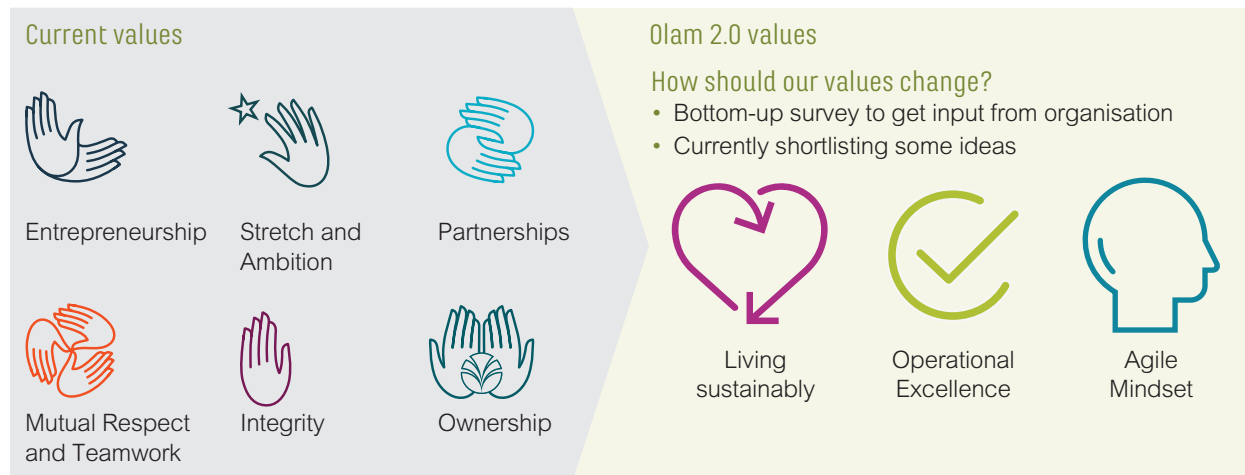 Current values
Entrepreneurship
Stretch and
Ambition
Partnerships
Mutual Respect
and Teamwork
Integrity
Ownership
Olam 2.0 values
How should our values change?
• Bottom-up survey to get input from organisation
• Currently shortlisting some ideas
Living
sustainably
Operational
Excellence
Agile
Mindset